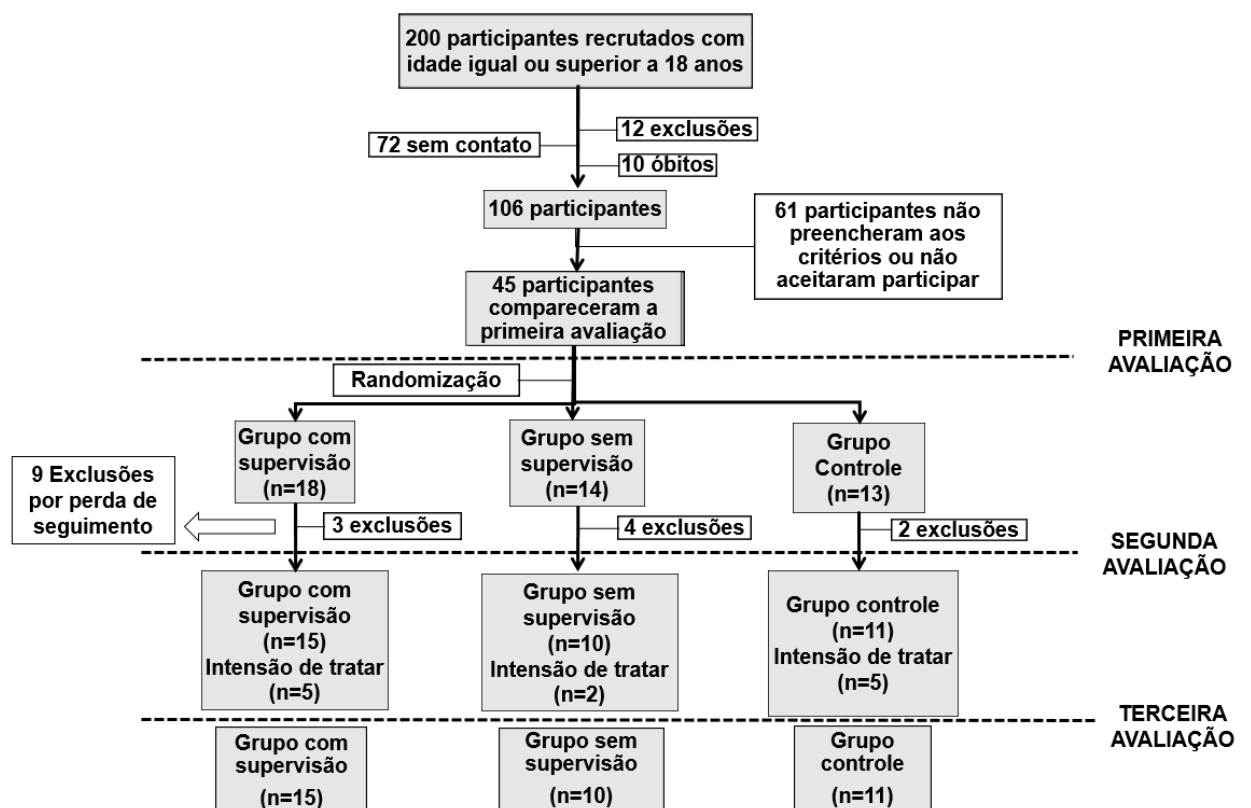 200 participantes recrutados com
idade igual ou superior a 18 anos
12 exclusões
72 sem contato
10 óbitos
106 participantes
61 participantes não
preencheram aos
critérios ou não
aceitaram participar
45 participantes
compareceram a
primeira avaliação
PRIMEIRA
AVALIAÇÃO
Randomização
Grupo com
supervisão
(n=18)
Grupo sem
supervisão
(n=14)
Grupo
Controle
(n=13)
9 Exclusões
por perda de
seguimento
3 exclusões
4 exclusões
2 exclusões
SEGUNDA
AVALIAÇÃO
Grupo com
supervisão
(n=15)
Intensão de tratar
(n=5)
Grupo sem
supervisão
(n=10)
Intensão de tratar
(n=2)
Grupo controle
(n=11)
Intensão de tratar
(n=5)
TERCEIRA
AVALIAÇÃO
Grupo com
supervisão
(n=15)
Grupo sem
supervisão
(n=10)
Grupo
controle
(n=11)